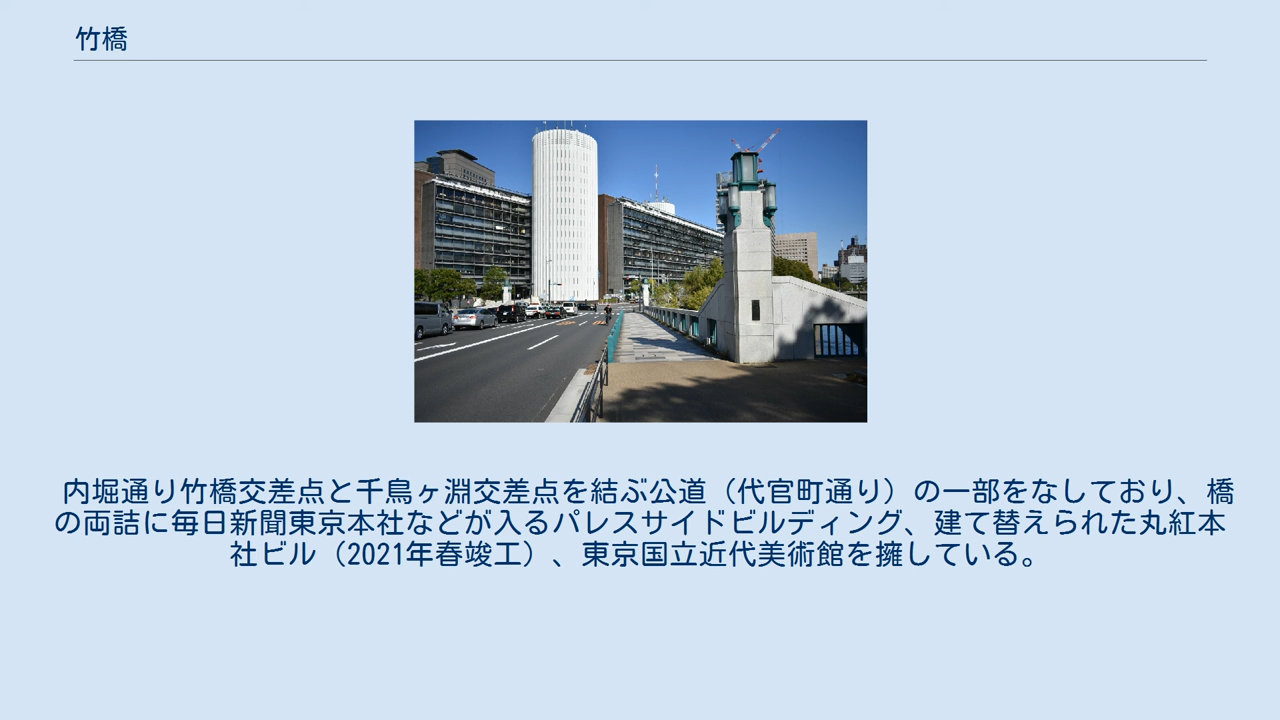 竹橋
内堀通り竹橋交差点と千鳥ヶ淵交差点を結ぶ公道（代官町通り）の一部をなしており、橋
の両詰に毎日新聞東京本社などが入るパレスサイドビルディング、建て替えられた丸紅本
社ビル（2021年春竣工）、東京国立近代美術館を擁している。